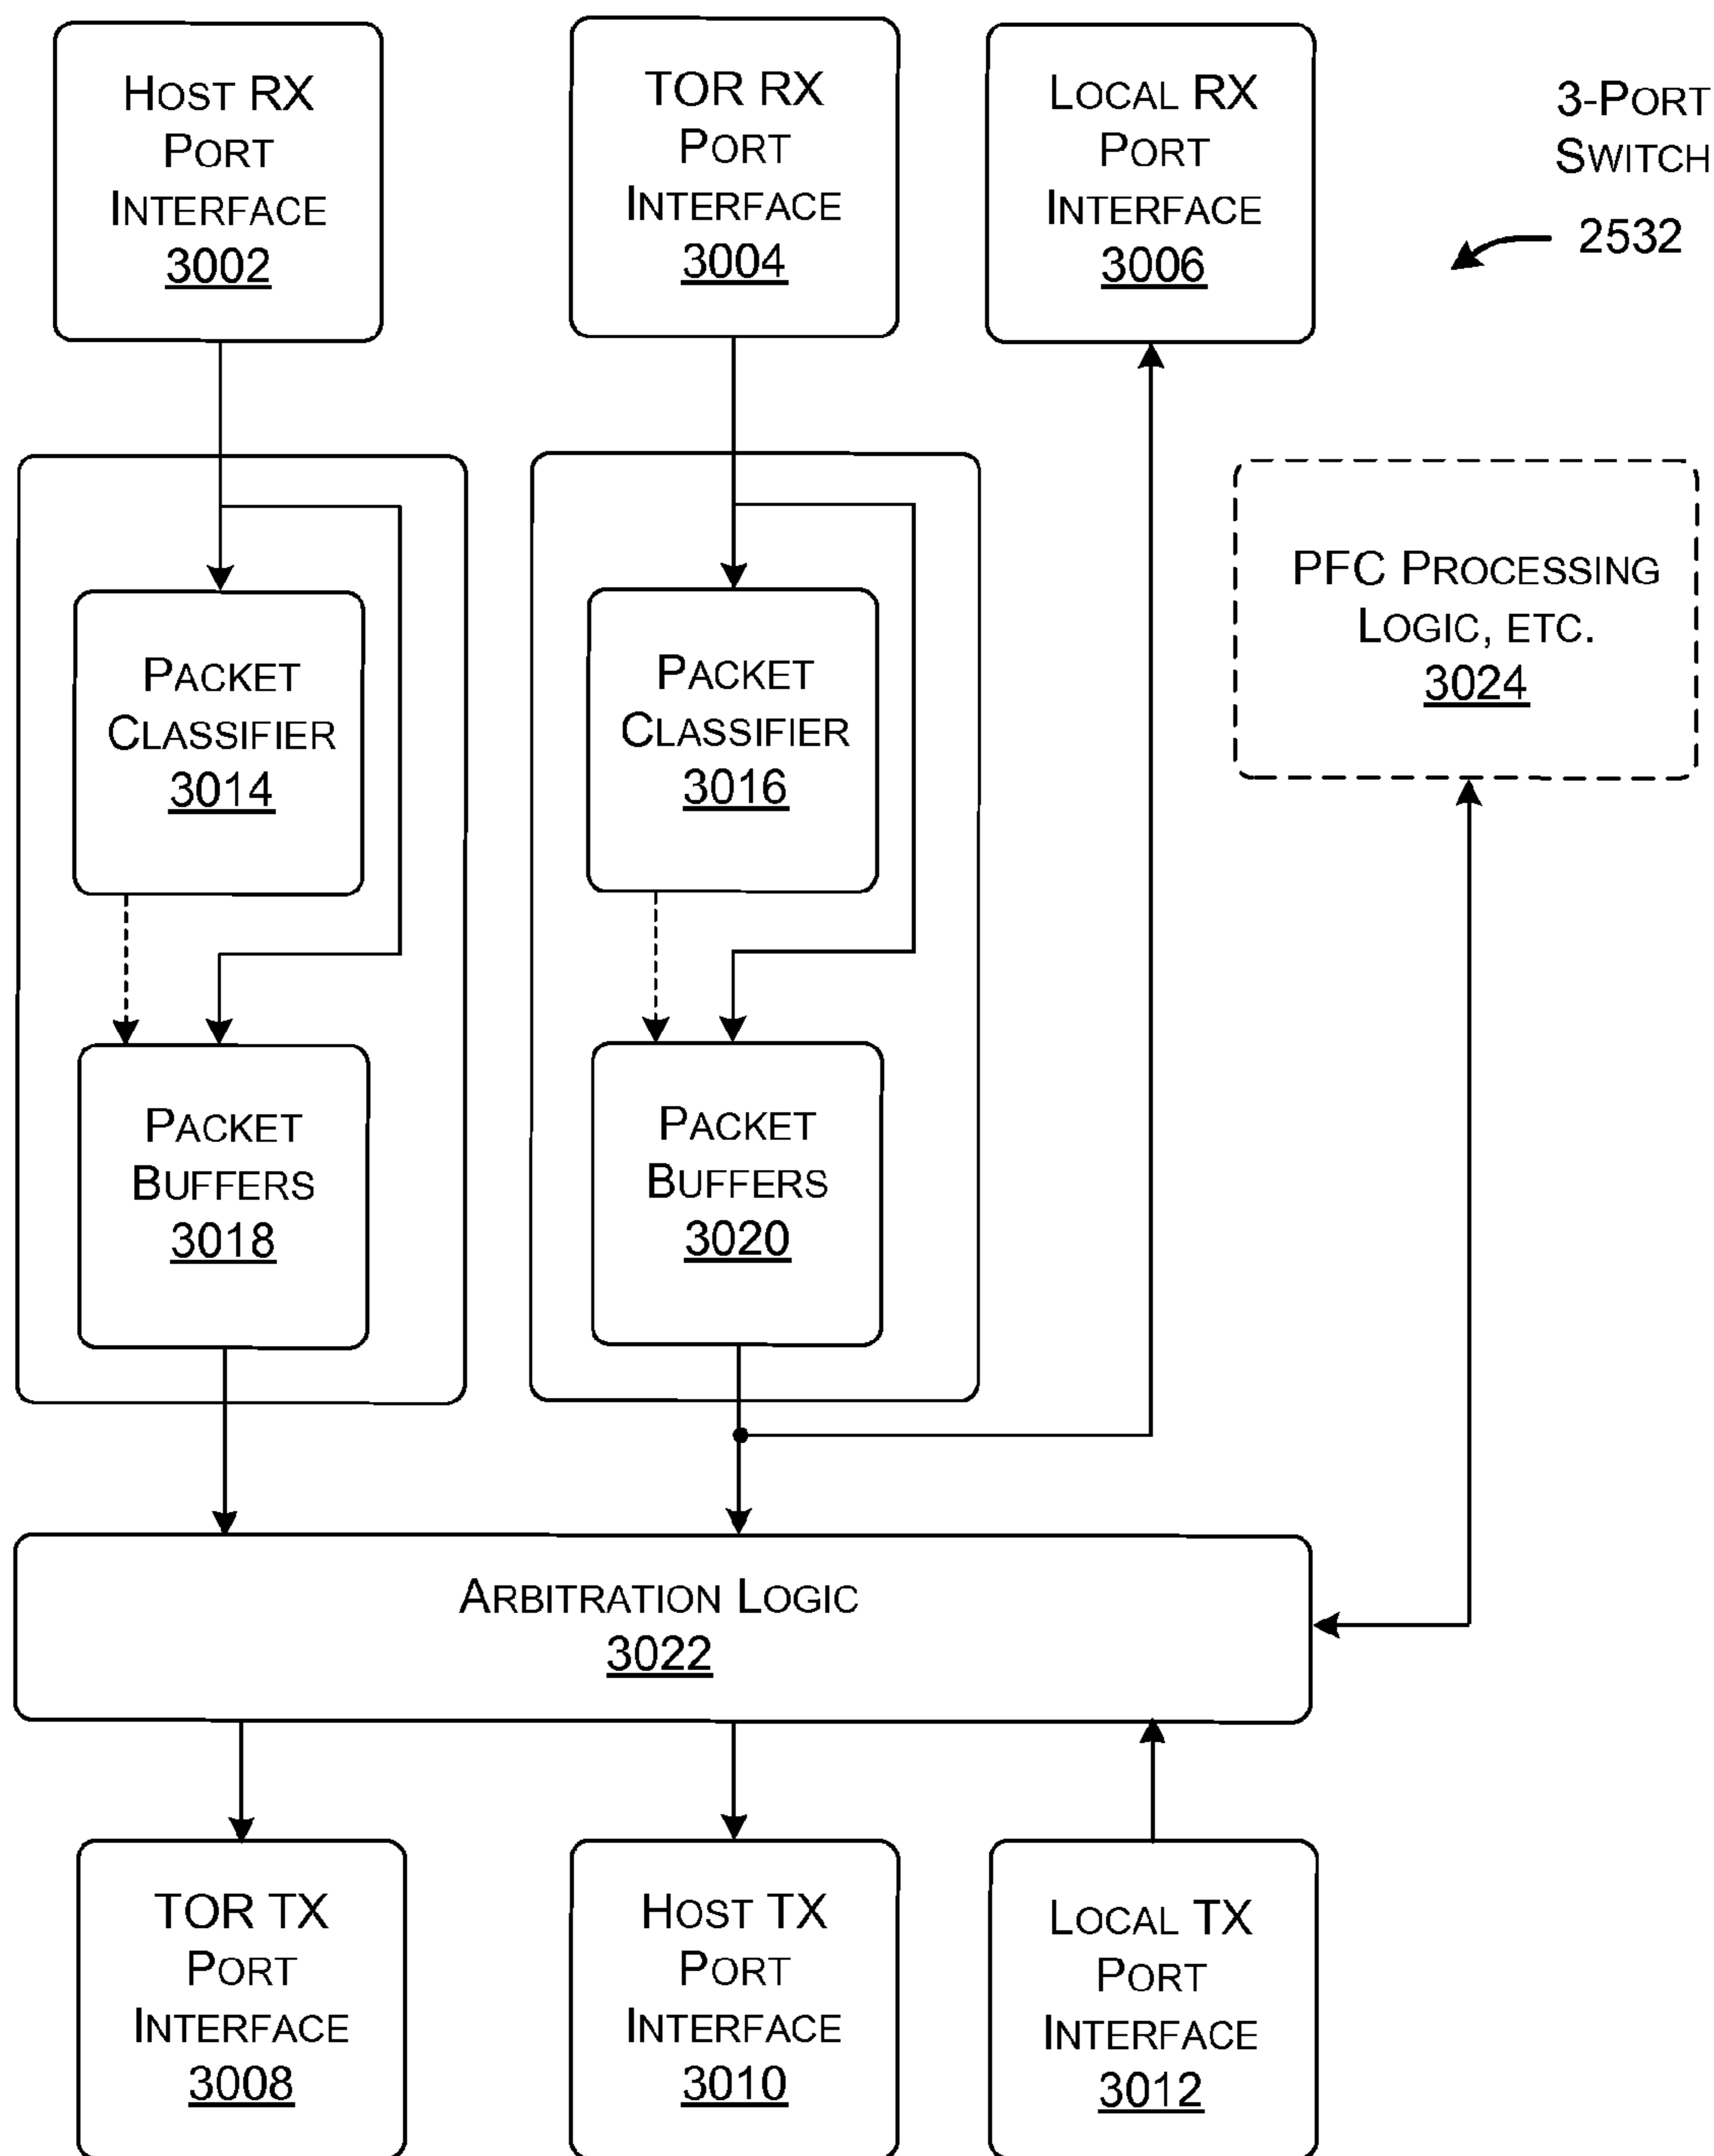 HOST RX
PORT
INTERFACE
3002
TOR RX
PORT
INTERFACE
3004
LOCAL RX
PORT
INTERFACE
3006
3-PORT
SWITCH
2532
PACKET
CLASSIFIER
3014
PACKET
CLASSIFIER
3016
PFC PROCESSING
LOGIC, ETC.
3024
PACKET
BUFFERS
3018
PACKET
BUFFERS
3020
ARBITRATION LOGIC
3022
TOR TX
PORT
INTERFACE
3008
HOST TX
PORT
INTERFACE
3010
LOCAL TX
PORT
INTERFACE
3012